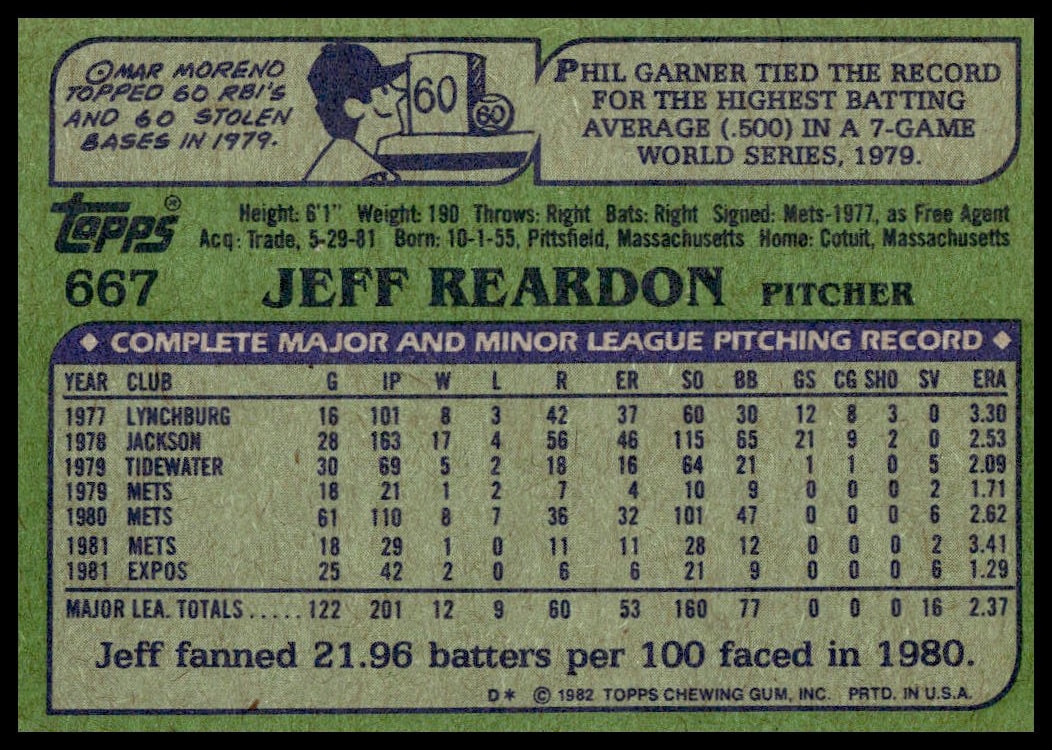 OMAR MORENO
TOPPED 60 RBI'S
AND 60 STOLEN
BASES IN 1979.
60
60
PHIL GARNER TIED THE RECORD
FOR THE HIGHEST BATTING
AVERAGE (.500) IN A 7-GAME
WORLD SERIES, 1979.
topps®
Height: 6'1" Weight: 190 Throws: Right Bats: Right Signed: Mets-1977, as Free Agent
Acq: Trade, 5-29-81 Born: 10-1-55, Pittsfield, Massachusetts Home: Cotuit, Massachusetts
667 JEFF REARDON PITCHER
◆ COMPLETE MAJOR AND MINOR LEAGUE PITCHING RECORD ◆
YEAR CLUB G IP W L R ER SO BB GS CG SHO SV ERA
1977 LYNCHBURG 16 101 8 3 42 37 60 30 12 8 3 0 3.30
1978 JACKSON 28 163 17 4 56 46 115 65 21 9 2 0 2.53
1979 TIDEWATER 30 69 5 2 18 16 64 21 1 1 0 5 2.09
1979 METS 18 21 1 2 7 4 10 9 0 0 0 2 1.71
1980 METS 61 110 8 7 36 32 101 47 0 0 0 6 2.62
1981 METS 18 29 1 0 11 11 28 12 0 0 0 2 3.41
1981 EXPOS 25 42 2 0 6 6 21 9 0 0 0 6 1.29
MAJOR LEA. TOTALS ..... 122 201 12 9 60 53 160 77 0 0 0 16 2.37
Jeff fanned 21.96 batters per 100 faced in 1980.
D* © 1982 TOPPS CHEWING GUM, INC. PRTD. IN U.S.A.